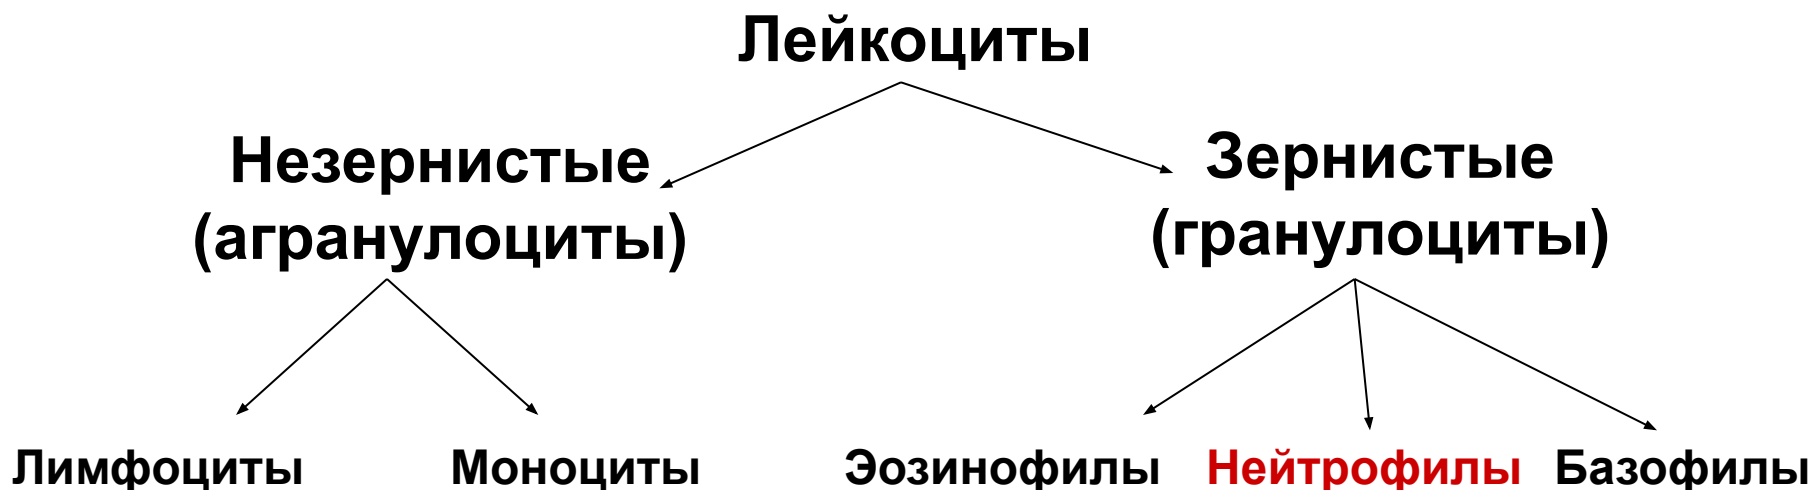 Лейкоциты
Незернистые
(агранулоциты)
Зернистые
(гранулоциты)
Лимфоциты
Моноциты
Эозинофилы
Нейтрофилы
Базофилы